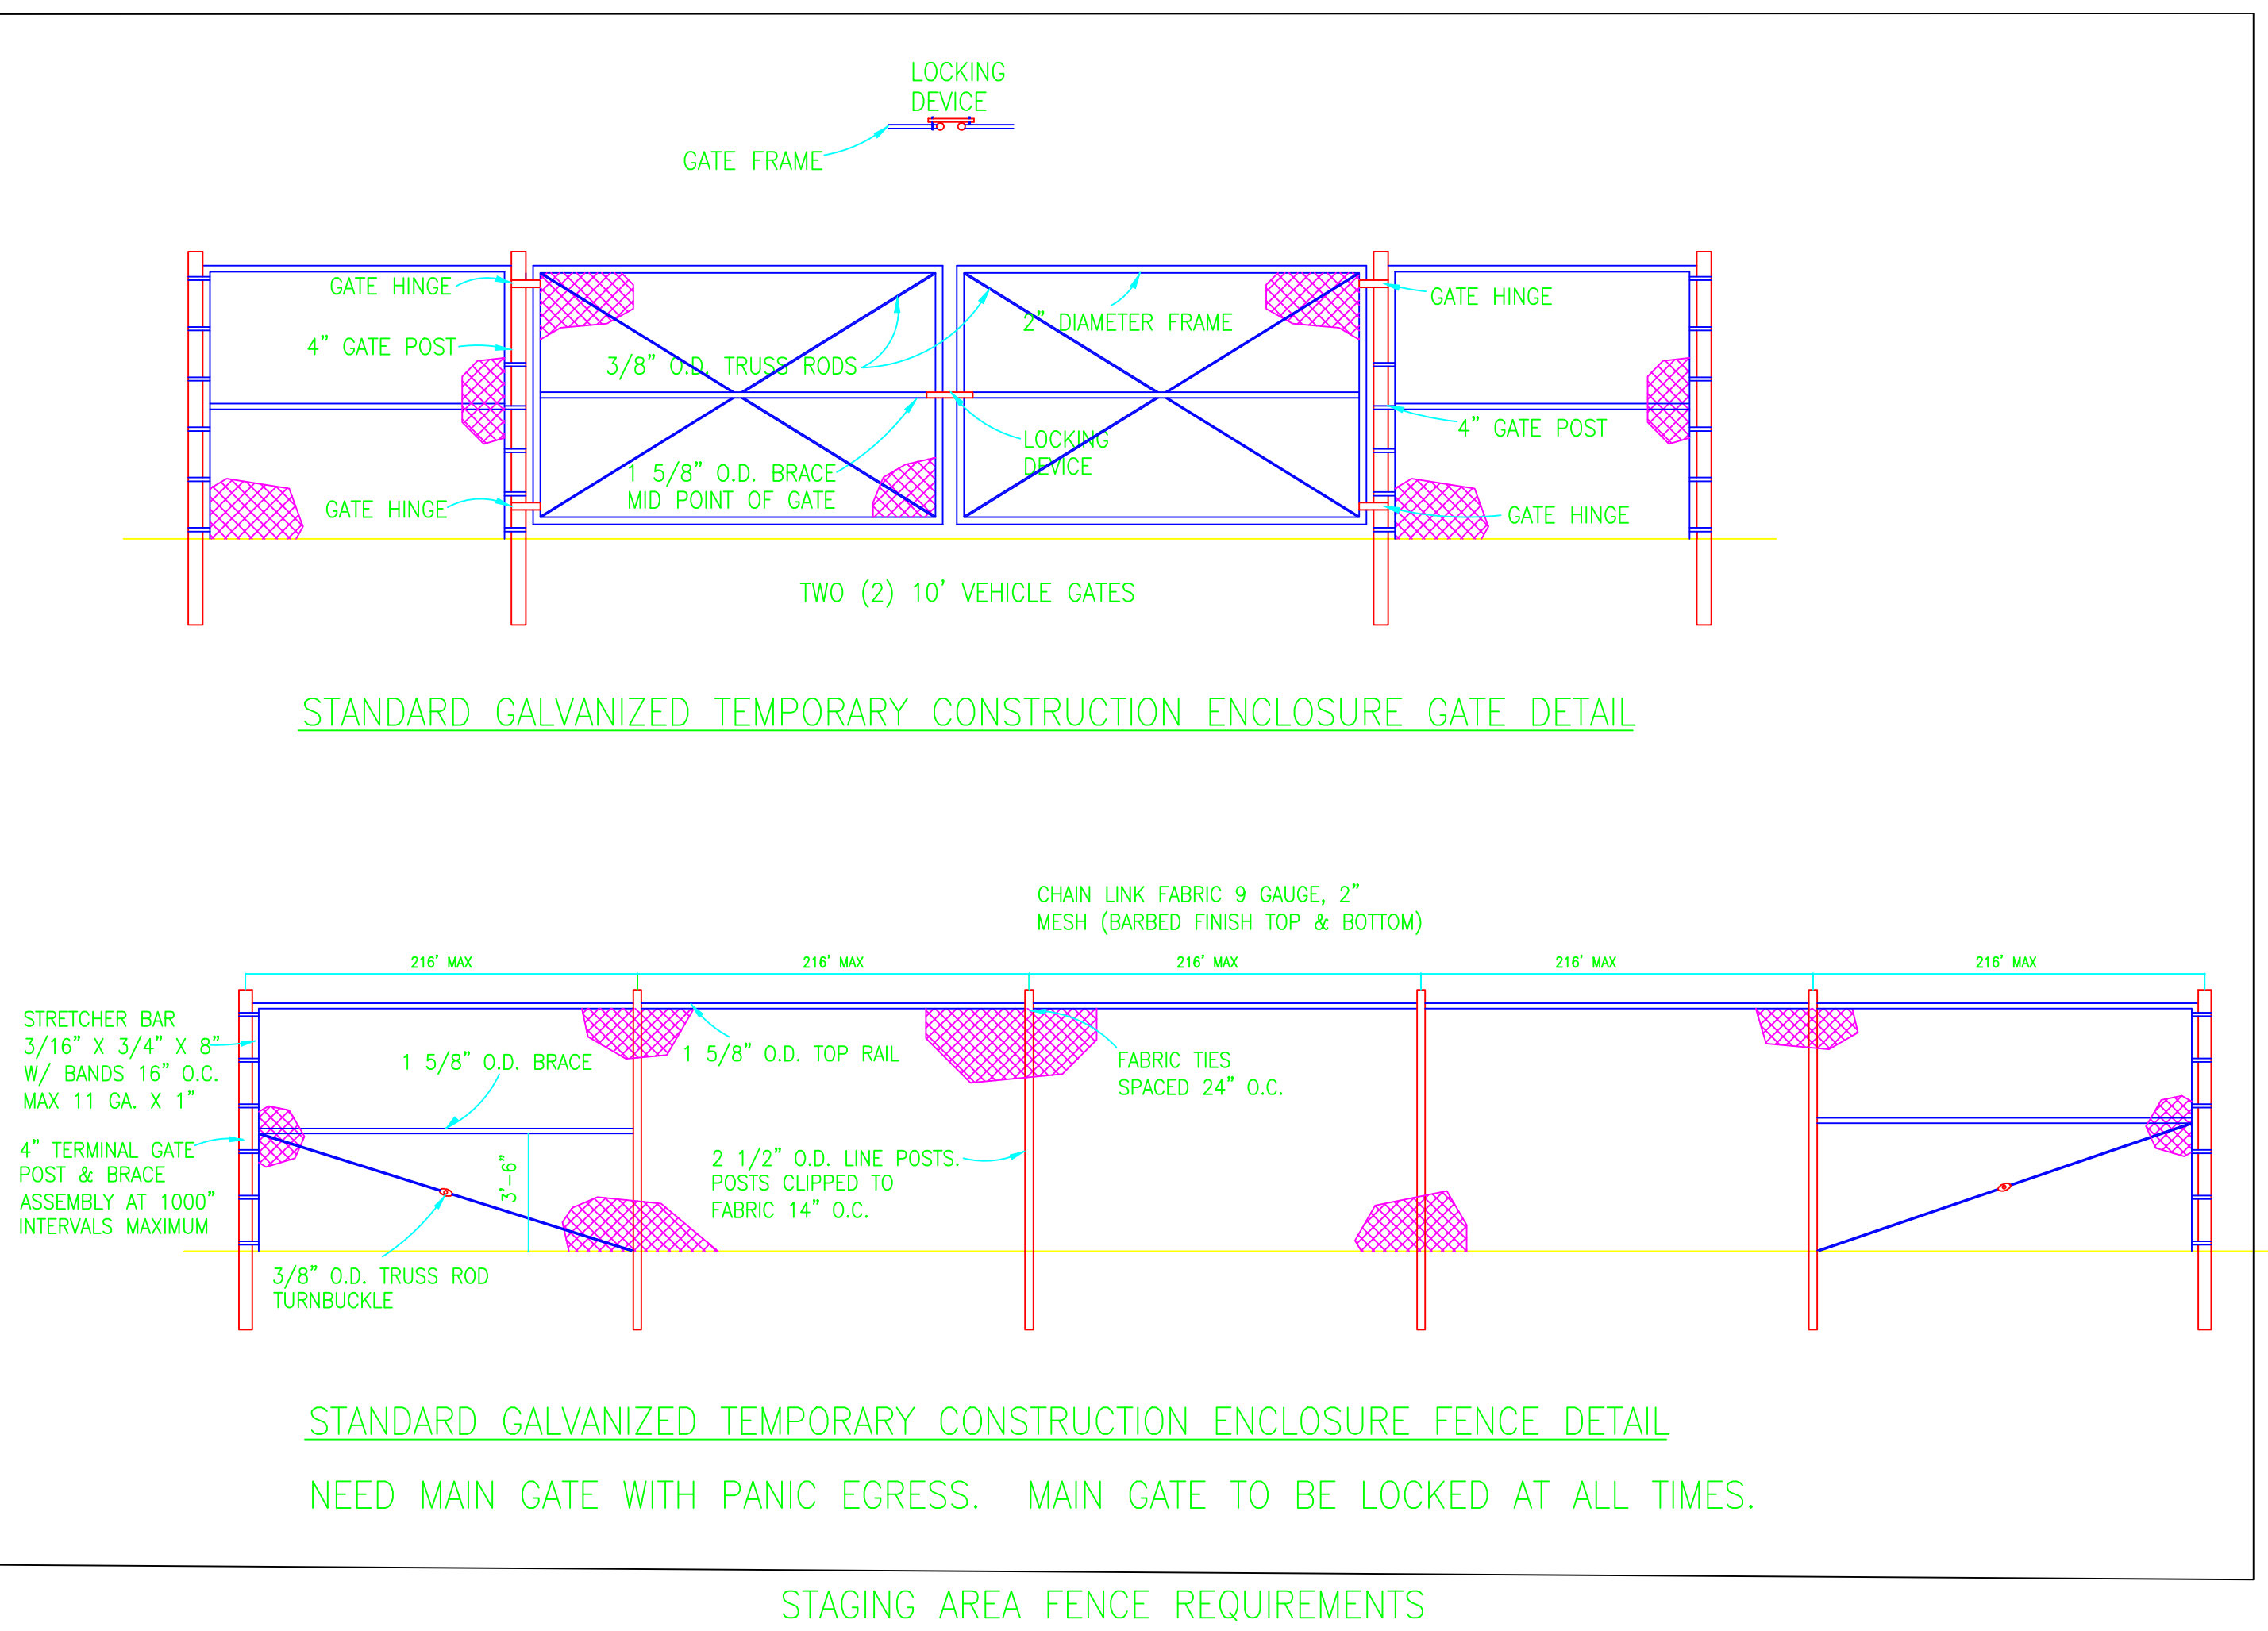 LOCKING
DEVICE
GATE FRAME
GATE HINGE
GATE HINGE
2" DIAMETER FRAME
4" GATE POST
3/8" O.D. TRUSS RODS
4" GATE POST
LOCKING
DEVICE
1 5/8" O.D. BRACE
MID POINT OF GATE
GATE HINGE
GATE HINGE
TWO (2) 10' VEHICLE GATES
STANDARD GALVANIZED TEMPORARY CONSTRUCTION ENCLOSURE GATE DETAIL
CHAIN LINK FABRIC 9 GAUGE, 2"
MESH (BARBED FINISH TOP & BOTTOM)
216' MAX
216' MAX
216' MAX
216' MAX
216' MAX
STRETCHER BAR
3/16" X 3/4" X 8"
W/ BANDS 16" O.C.
MAX 11 GA. X 1"
1 5/8" O.D. BRACE
1 5/8" O.D. TOP RAIL
FABRIC TIES
SPACED 24" O.C.
4" TERMINAL GATE
POST & BRACE
ASSEMBLY AT 1000"
INTERVALS MAXIMUM
3'-6"
2 1/2" O.D. LINE POSTS.
POSTS CLIPPED TO
FABRIC 14" O.C.
3/8" O.D. TRUSS ROD
TURNBUCKLE
STANDARD GALVANIZED TEMPORARY CONSTRUCTION ENCLOSURE FENCE DETAIL
NEED MAIN GATE WITH PANIC EGRESS. MAIN GATE TO BE LOCKED AT ALL TIMES.
STAGING AREA FENCE REQUIREMENTS